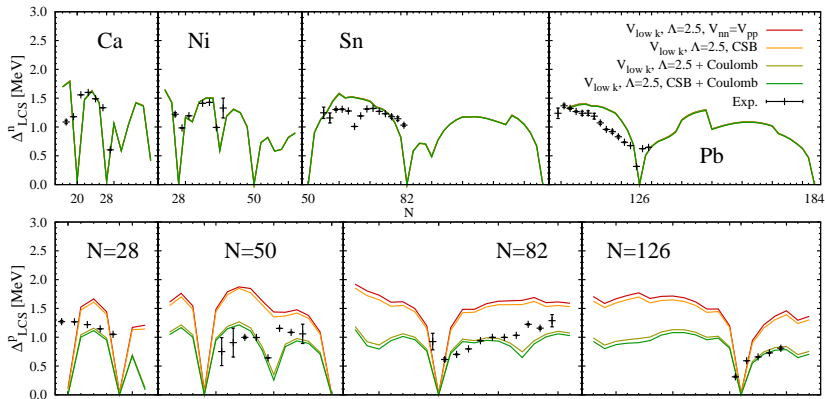 3.0
2.5
2.0
1.5
1.0
0.5
0.0
Δⁿ_LCS [MeV]
Ca
Ni
Sn
Pb
V_low k, Λ=2.5, V_nn=V_pp
V_low k, Λ=2.5, CSB
V_low k, Λ=2.5 + Coulomb
V_low k, Λ=2.5, CSB + Coulomb
Exp.
20 28 28 50 50 82 126 184
N
3.0
2.5
2.0
1.5
1.0
0.5
0.0
Δᵖ_LCS [MeV]
N=28
N=50
N=82
N=126